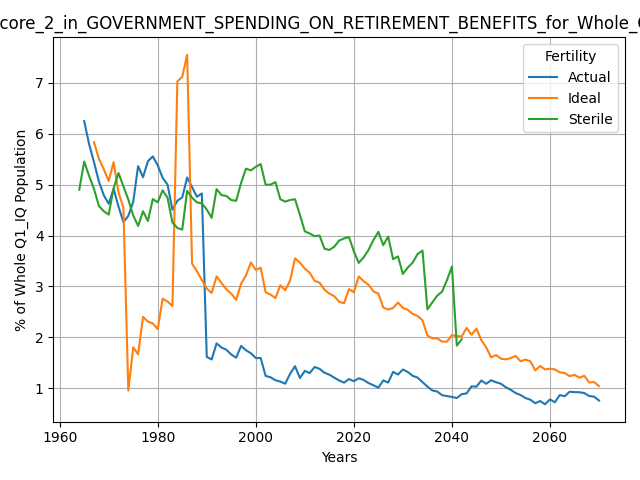 core_2_in_GOVERNMENT_SPENDING_ON_RETIREMENT_BENEFITS_for_Whole_
Fertility
Actual
Ideal
Sterile
% of Whole Q1_IQ Population
7
6
5
4
3
2
1
1960 1980 2000 2020 2040 2060
Years